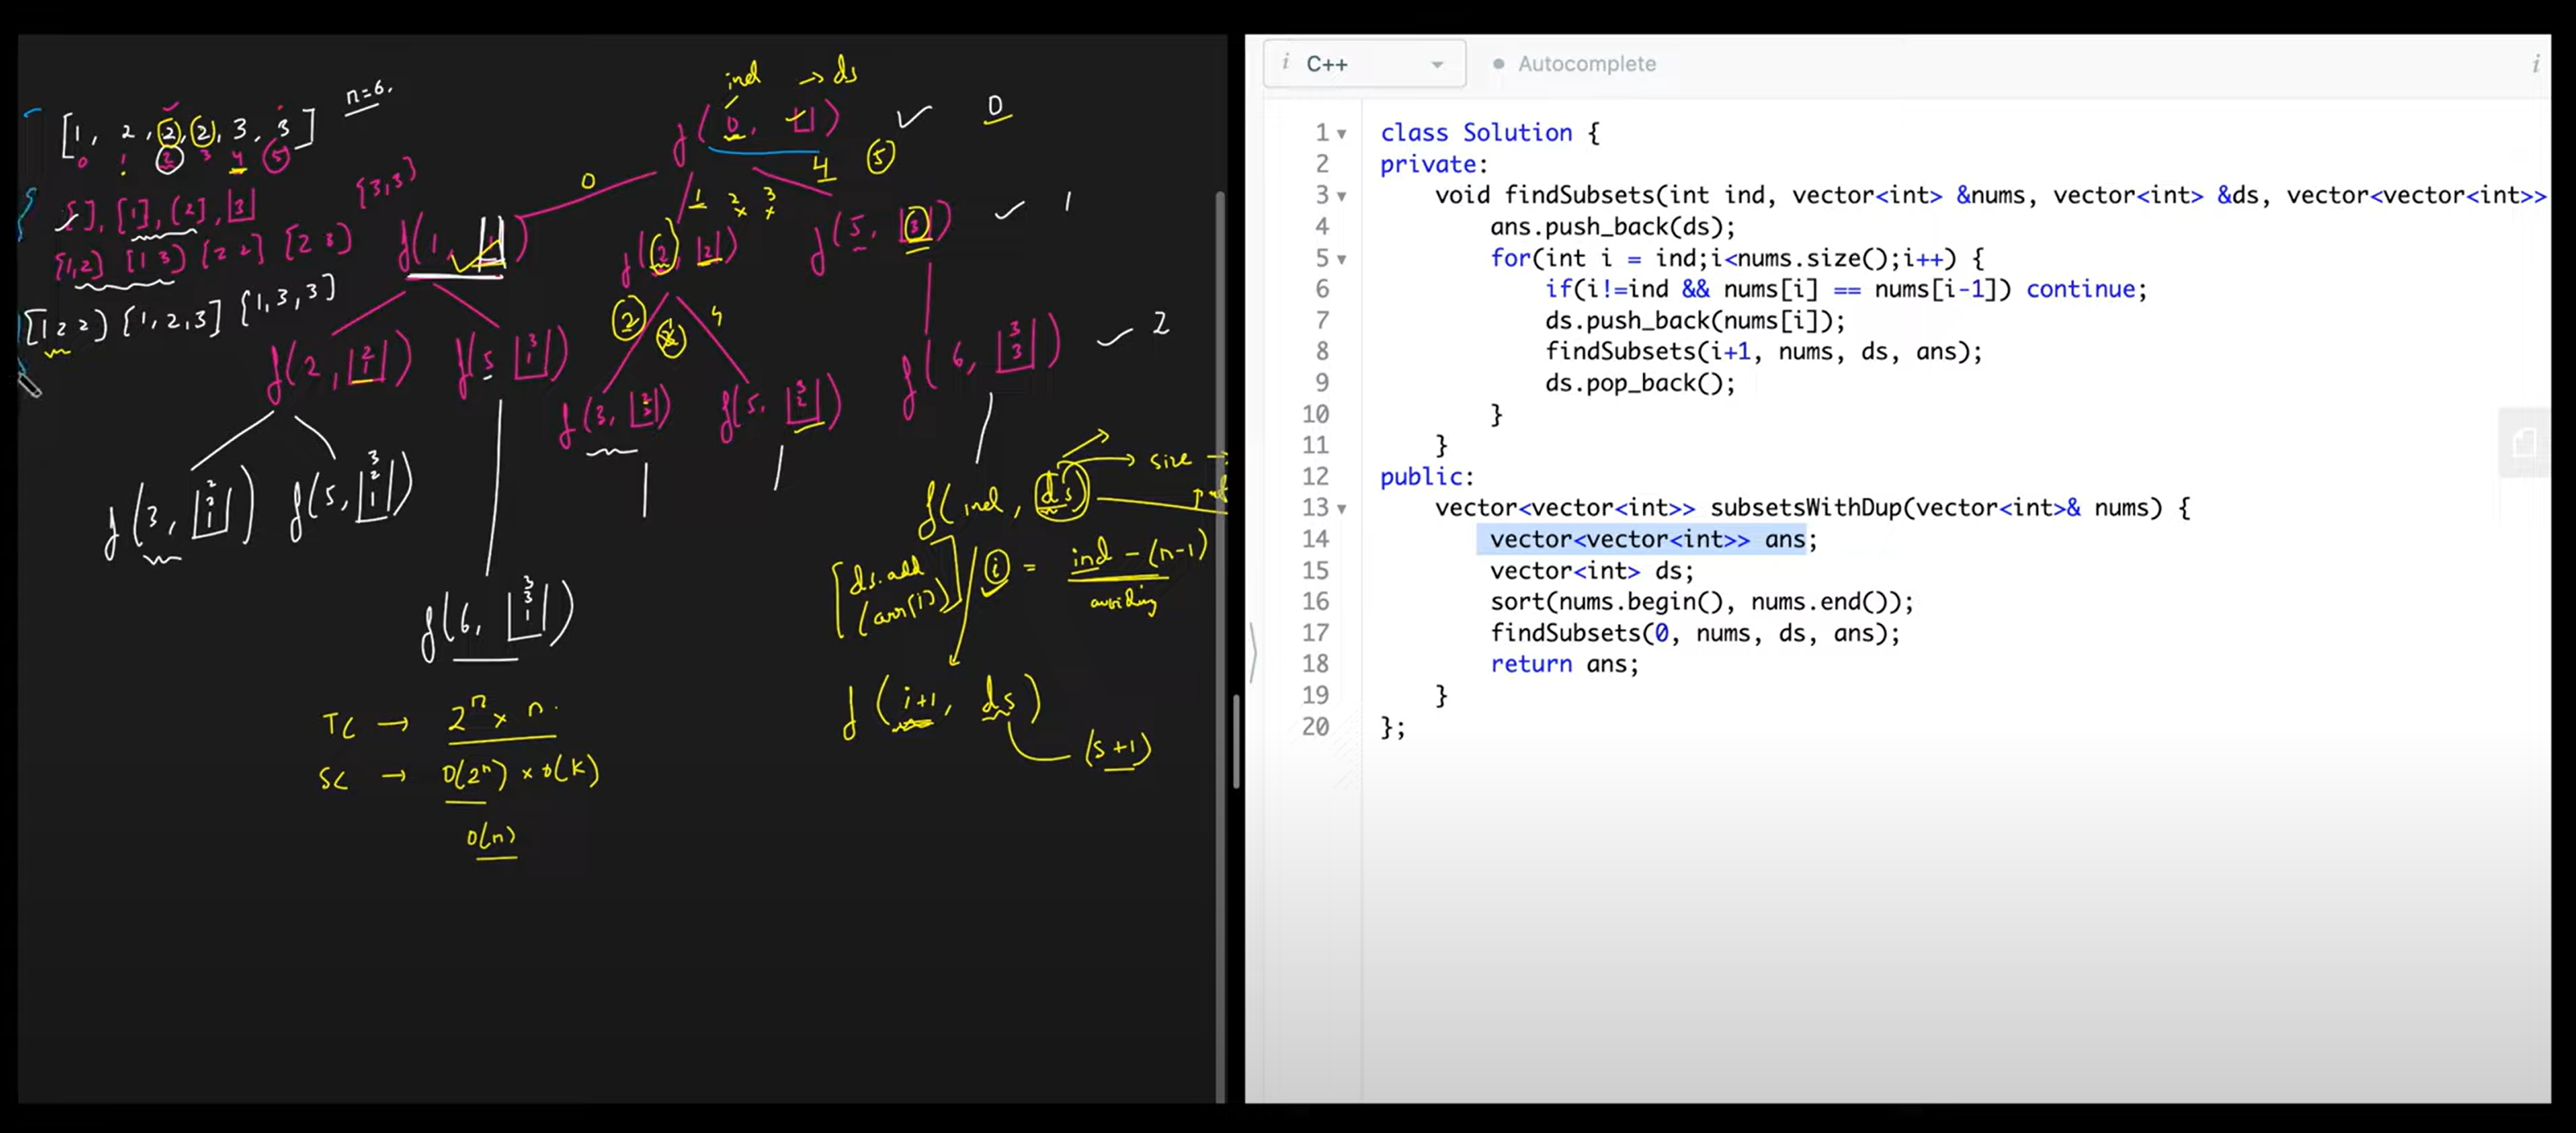 [1, 2, 2, 2, 3, 3] n=6.
0 1 2 3 4 5
[ ], [1], [2], [3] [3,3]
[1,2] [1 3] [2 2] [2 3]
[1 2 2] [1,2,3] [1,3,3]
ind → ds
f(0, [ ]) 0
0 1 2 3 4 5
f(1, [1]) f(2, [2]) f(5, [3]) 1
2 4
f(2, [2 1]) f(5 [3 1]) f(3, [2 2]) f(5, [3 2]) f(6, [3 3]) 2
f(3, [2 2 1]) f(5, [3 2 1])
f(6, [3 3 1])
f(ind, ds) → size →
[ds.add (arr[i])] i = ind - (n-1)
avoiding
f(i+1, ds)
(s+1)
TC → 2ⁿ x n.
SC → O(2ⁿ) x O(k)
O(n)
i C++ Autocomplete i
1 class Solution {
2 private:
3 void findSubsets(int ind, vector<int> &nums, vector<int> &ds, vector<vector<int>>
4 ans.push_back(ds);
5 for(int i = ind;i<nums.size();i++) {
6 if(i!=ind && nums[i] == nums[i-1]) continue;
7 ds.push_back(nums[i]);
8 findSubsets(i+1, nums, ds, ans);
9 ds.pop_back();
10 }
11 }
12 public:
13 vector<vector<int>> subsetsWithDup(vector<int>& nums) {
14 vector<vector<int>> ans;
15 vector<int> ds;
16 sort(nums.begin(), nums.end());
17 findSubsets(0, nums, ds, ans);
18 return ans;
19 }
20 };